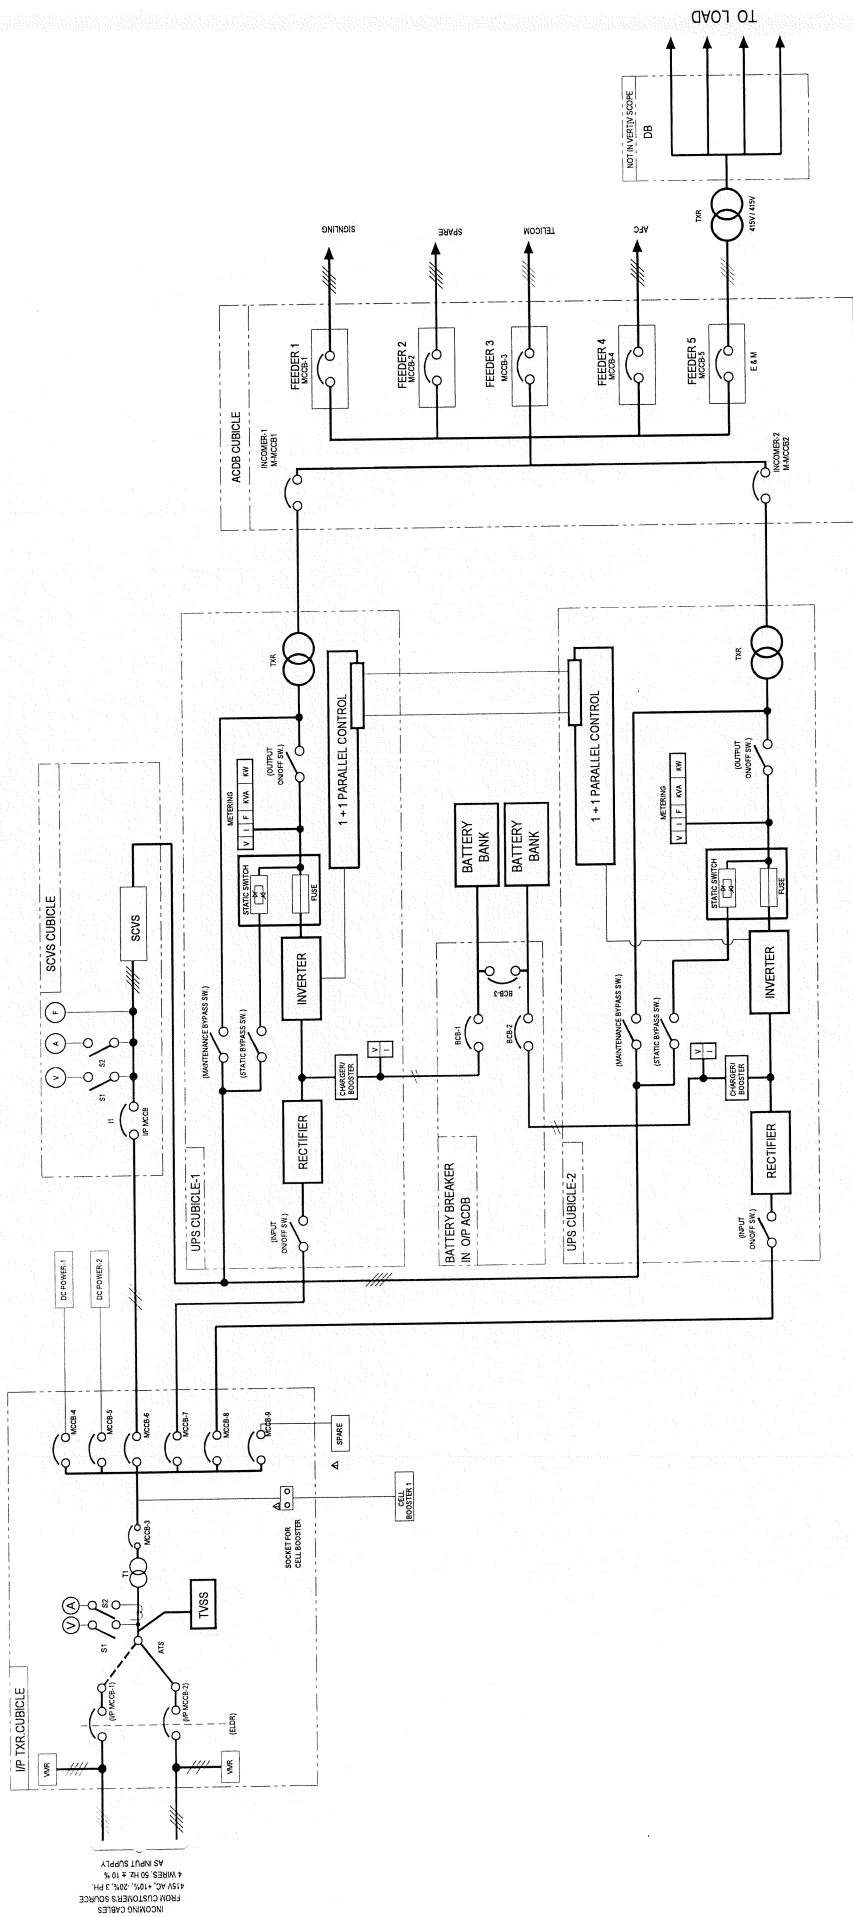 INCOMING CABLES
FROM CUSTOMER'S SOURCE
415V AC, +10%, -20%, 3 PH.
4 WIRES, 50 HZ. ± 10 %
AS INPUT SUPPLY
I/P TXR.CUBICLE
VMR
VMR
(I/P MCCB-1)
(I/P MCCB-2)
(ELDR)
ATS
S1
S2
V
A
TVSS
T1
MCCB-3
SOCKET FOR
CELL BOOSTER
CELL
BOOSTER 1
MCCB-4
MCCB-5
MCCB-6
MCCB-7
MCCB-8
MCCB-9
SPARE
DC POWER-1
DC POWER-2
SCVS CUBICLE
I1
I/P MCCB
S1
S2
V
A
F
SCVS
UPS CUBICLE-1
(INPUT
ON/OFF SW.)
RECTIFIER
CHARGER/
BOOSTER
V
I
(MAINTENANCE BYPASS SW.)
(STATIC BYPASS SW.)
INVERTER
STATIC SWITCH
FUSE
METERING
V I F KVA KW
(OUTPUT
ON/OFF SW.)
1 + 1 PARALLEL CONTROL
TXR
BATTERY BREAKER
IN O/P ACDB
BCB-1
BCB-2
BCB-3
BATTERY
BANK
BATTERY
BANK
UPS CUBICLE-2
(INPUT
ON/OFF SW.)
RECTIFIER
CHARGER/
BOOSTER
V
I
(MAINTENANCE BYPASS SW.)
(STATIC BYPASS SW.)
INVERTER
STATIC SWITCH
FUSE
METERING
V I F KVA KW
(OUTPUT
ON/OFF SW.)
1 + 1 PARALLEL CONTROL
TXR
ACDB CUBICLE
INCOMER-1
M-MCCB1
INCOMER-2
M-MCCB2
FEEDER 1
MCCB-1
FEEDER 2
MCCB-2
FEEDER 3
MCCB-3
FEEDER 4
MCCB-4
FEEDER 5
MCCB-5
E & M
SIGNLING
SPARE
TELICOM
AFC
TXR
415V / 415V
NOT IN VERTIV SCOPE
DB
TO LOAD